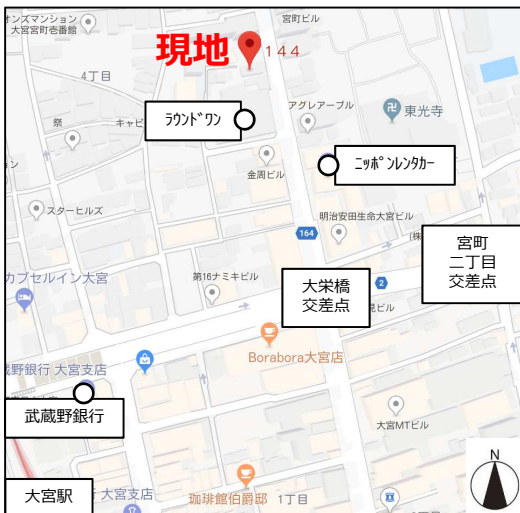 オンズマンション
大宮宮町壱番館
宮町ビル
現地
144
4丁目
ラウンドワン
アグレアーブル
東光寺
祭
キャビ
ニッポンレンタカー
金周ビル
スターヒルズ
164
明治安田生命大宮ビル
(株
宮町
二丁目
交差点
カプセルイン大宮
第16ナミキビル
大栄橋
交差点
2
見ビル
Borabora大宮店
蔵野銀行 大宮支店
武蔵野銀行
大宮MTビル
N
大宮駅
大宮支店
珈琲館伯爵邸
1丁目